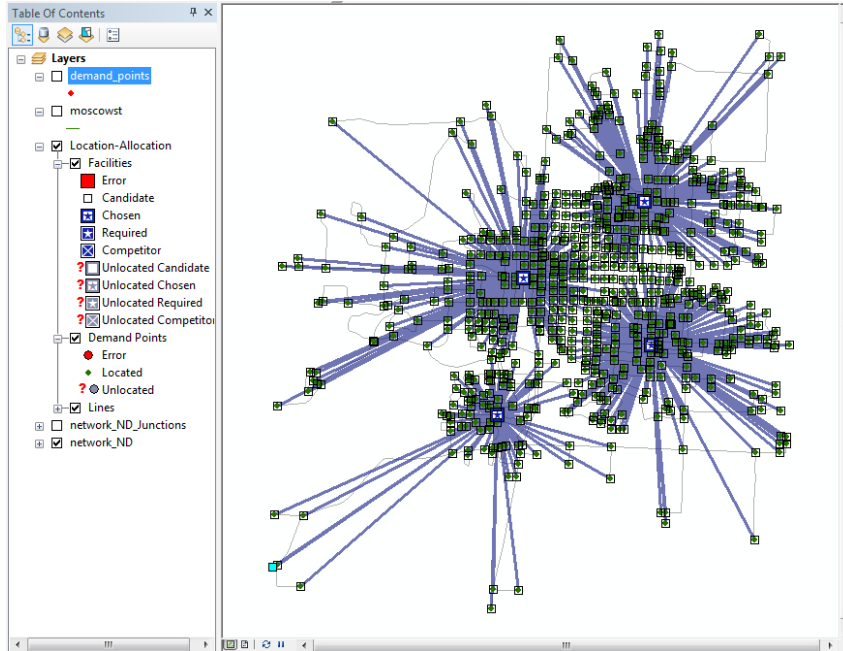 Table Of Contents
Layers
demand_points
moscowst
Location-Allocation
Facilities
Error
Candidate
Chosen
Required
Competitor
? Unlocated Candidate
? Unlocated Chosen
? Unlocated Required
? Unlocated Competitor
Demand Points
Error
Located
? Unlocated
Lines
network_ND_Junctions
network_ND